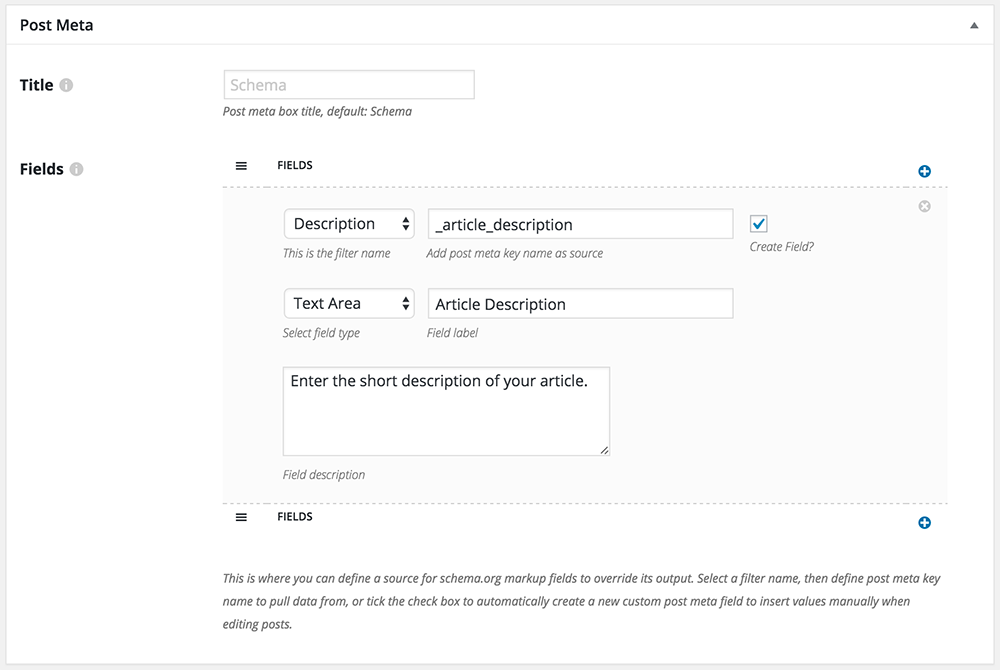 Post Meta
Title
Schema
Post meta box title, default: Schema
Fields
FIELDS
Description _article_description
This is the filter name Add post meta key name as source Create Field?
Text Area Article Description
Select field type Field label
Enter the short description of your article.
Field description
FIELDS
This is where you can define a source for schema.org markup fields to override its output. Select a filter name, then define post meta key
name to pull data from, or tick the check box to automatically create a new custom post meta field to insert values manually when
editing posts.